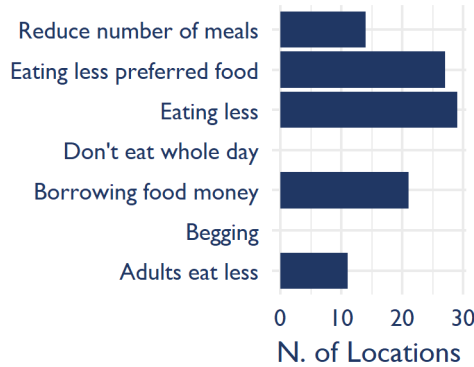 Reduce number of meals
Eating less preferred food
Eating less
Don't eat whole day
Borrowing food money
Begging
Adults eat less
0 10 20 30
N. of Locations